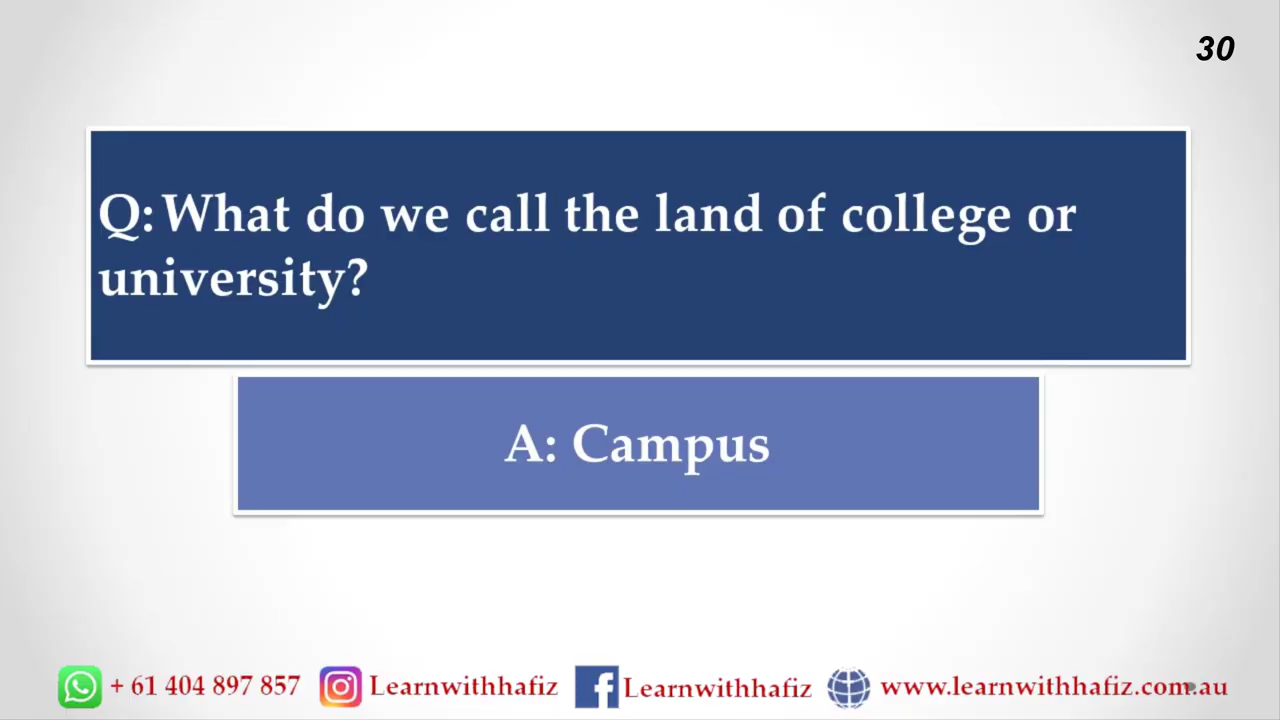 30
Q: What do we call the land of college or
university?
A: Campus
+ 61 404 897 857 Learnwithhafiz Learnwithhafiz www.learnwithhafiz.com.au